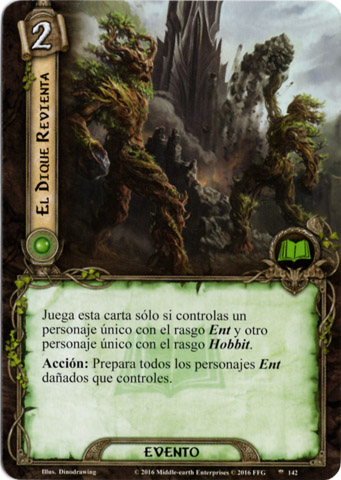 2
El Dique Revienta
Juega esta carta sólo si controlas un
personaje único con el rasgo Ent y otro
personaje único con el rasgo Hobbit.
Acción: Prepara todos los personajes Ent
dañados que controles.
EVENTO
Illus. Dinodrawing © 2016 Middle-earth Enterprises © 2016 FFG 142